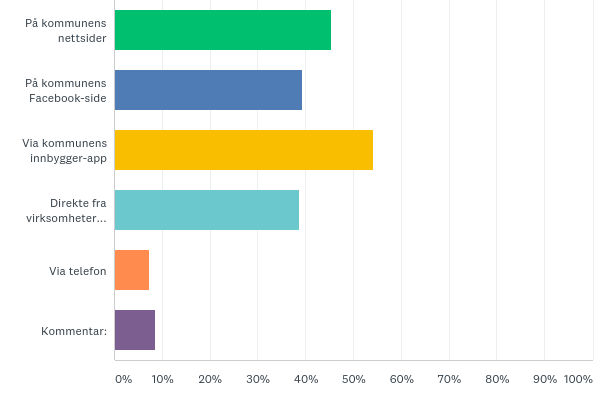 På kommunens
nettsider
På kommunens
Facebook-side
Via kommunens
innbygger-app
Direkte fra
virksomheter...
Via telefon
Kommentar:
0% 10% 20% 30% 40% 50% 60% 70% 80% 90% 100%